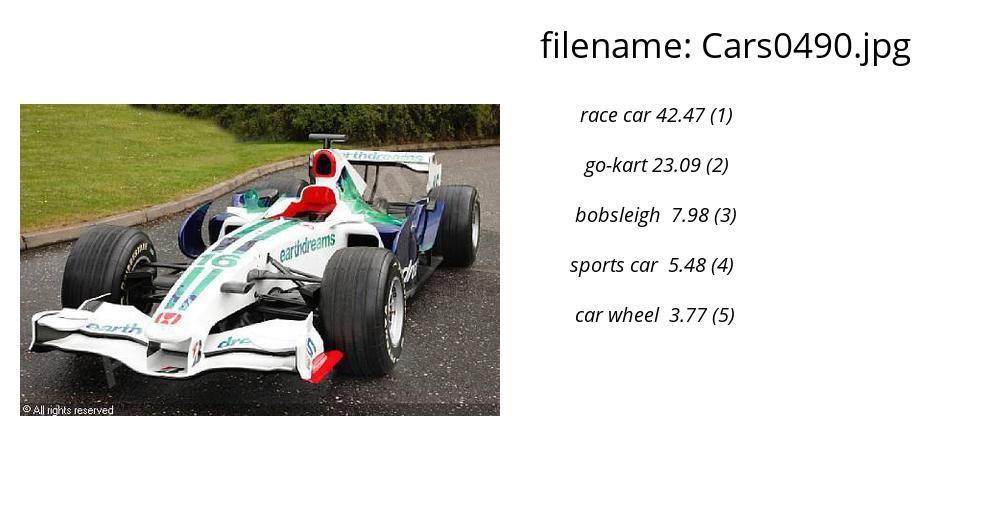 filename: Cars0490.jpg
race car 42.47 (1)
go-kart 23.09 (2)
bobsleigh 7.98 (3)
sports car 5.48 (4)
car wheel 3.77 (5)
earthdreams
earthdreams
16
earth
dre
© All rights reserved